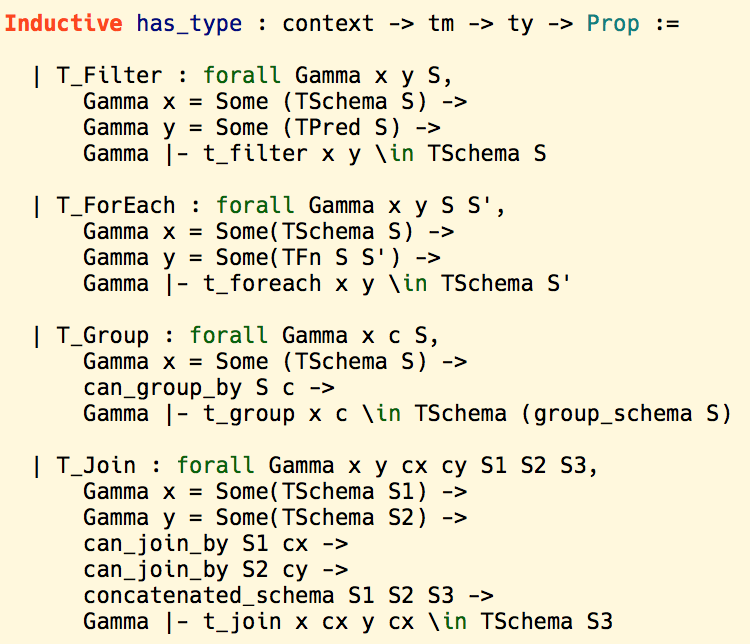 Inductive has_type : context -> tm -> ty -> Prop :=
| T_Filter : forall Gamma x y S,
Gamma x = Some (TSchema S) ->
Gamma y = Some (TPred S) ->
Gamma |- t_filter x y \in TSchema S
| T_ForEach : forall Gamma x y S S',
Gamma x = Some(TSchema S) ->
Gamma y = Some(TFn S S') ->
Gamma |- t_foreach x y \in TSchema S'
| T_Group : forall Gamma x c S,
Gamma x = Some (TSchema S) ->
can_group_by S c ->
Gamma |- t_group x c \in TSchema (group_schema S)
| T_Join : forall Gamma x y cx cy S1 S2 S3,
Gamma x = Some(TSchema S1) ->
Gamma y = Some(TSchema S2) ->
can_join_by S1 cx ->
can_join_by S2 cy ->
concatenated_schema S1 S2 S3 ->
Gamma |- t_join x cx y cx \in TSchema S3